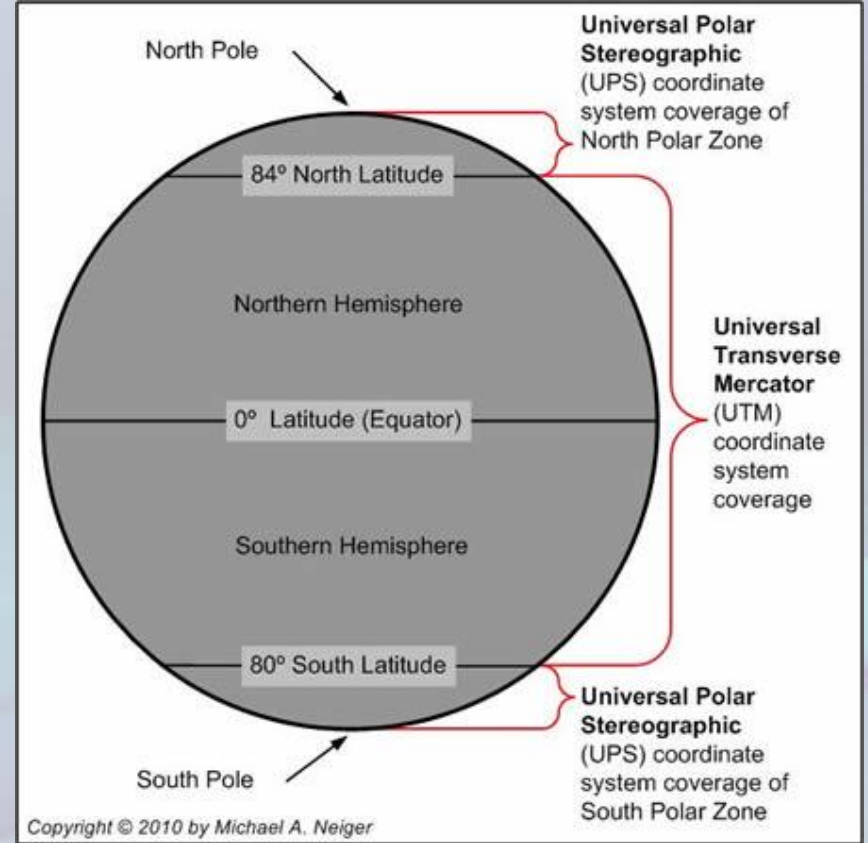 North Pole
Universal Polar
Stereographic
(UPS) coordinate
system coverage of
North Polar Zone
84º North Latitude
Northern Hemisphere
Universal
Transverse
Mercator
(UTM)
coordinate
system
coverage
0º Latitude (Equator)
Southern Hemisphere
80º South Latitude
Universal Polar
Stereographic
(UPS) coordinate
system coverage of
South Polar Zone
South Pole
Copyright © 2010 by Michael A. Neiger